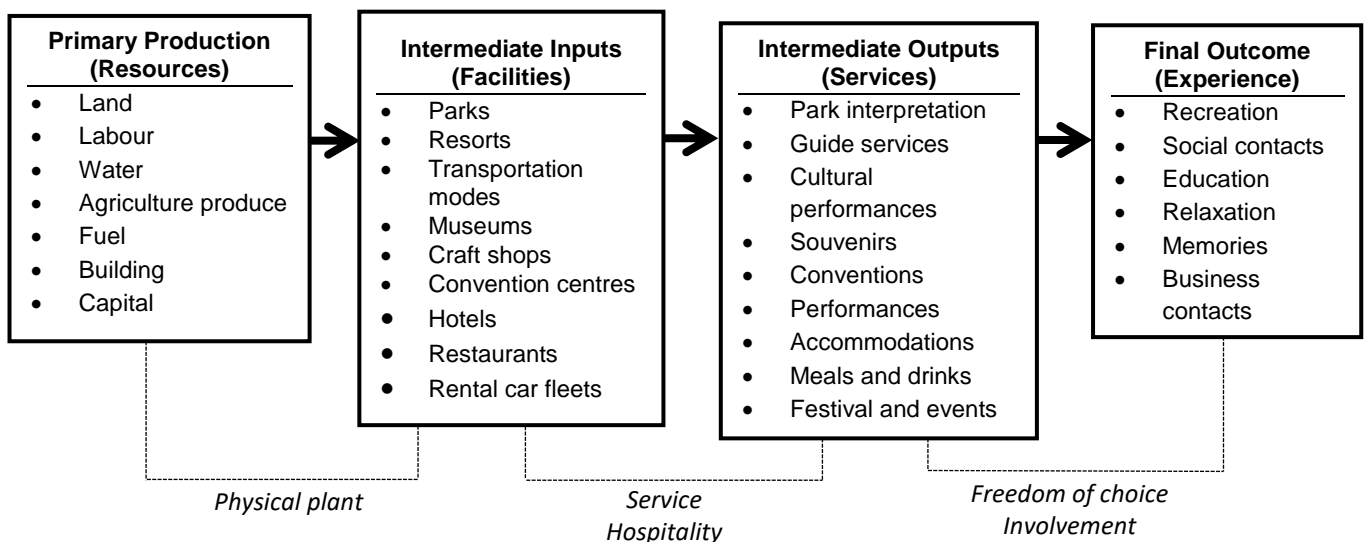 Primary Production
(Resources)
• Land
• Labour
• Water
• Agriculture produce
• Fuel
• Building
• Capital
Intermediate Inputs
(Facilities)
• Parks
• Resorts
• Transportation
modes
• Museums
• Craft shops
• Convention centres
• Hotels
• Restaurants
• Rental car fleets
Intermediate Outputs
(Services)
• Park interpretation
• Guide services
• Cultural
performances
• Souvenirs
• Conventions
• Performances
• Accommodations
• Meals and drinks
• Festival and events
Final Outcome
(Experience)
• Recreation
• Social contacts
• Education
• Relaxation
• Memories
• Business
contacts
Physical plant
Service
Hospitality
Freedom of choice
Involvement